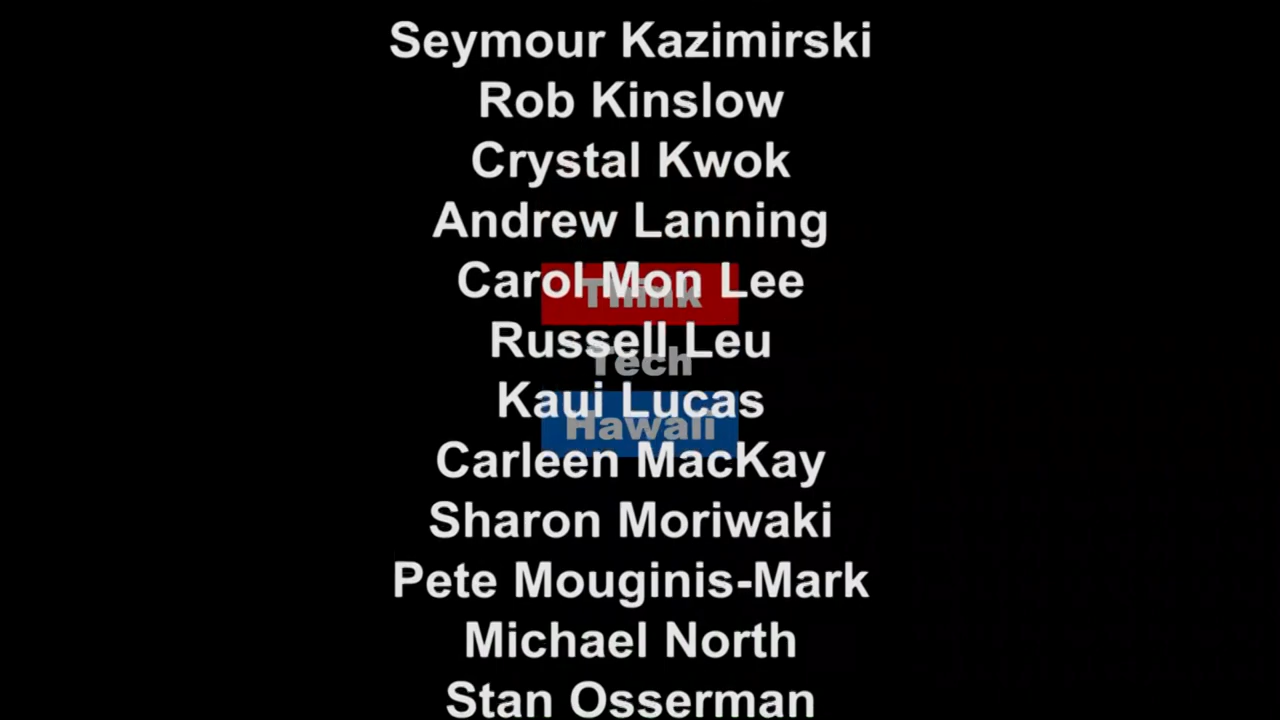 Seymour Kazimirski
Rob Kinslow
Crystal Kwok
Andrew Lanning
Carol Mon Lee
Think
Russell Leu
Tech
Kaui Lucas
Hawaii
Carleen MacKay
Sharon Moriwaki
Pete Mouginis-Mark
Michael North
Stan Osserman